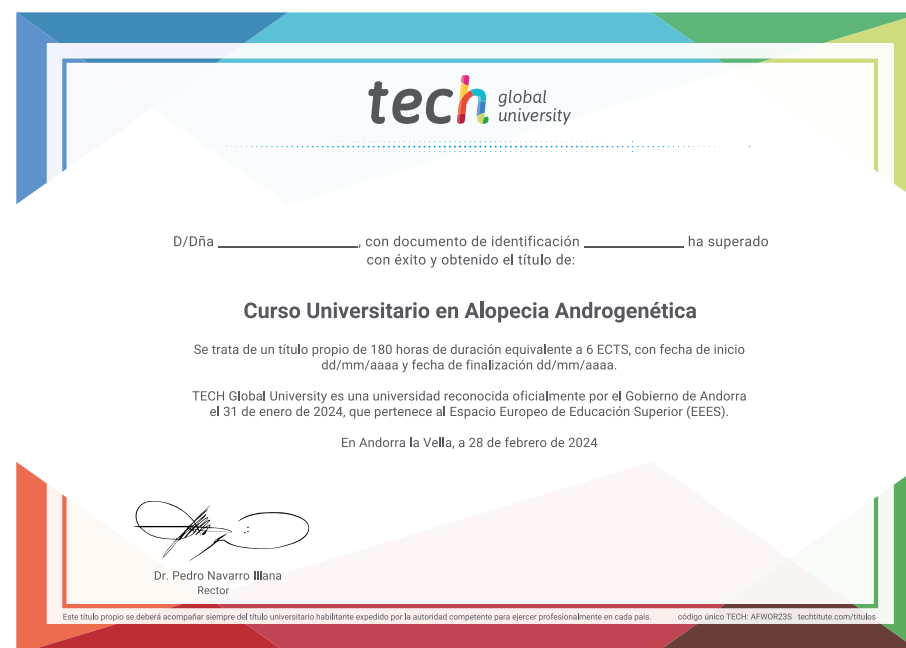 tech global
university
D/Dña ____________________, con documento de identificación ______________ ha superado
con éxito y obtenido el título de:
Curso Universitario en Alopecia Androgenética
Se trata de un título propio de 180 horas de duración equivalente a 6 ECTS, con fecha de inicio
dd/mm/aaaa y fecha de finalización dd/mm/aaaa.
TECH Global University es una universidad reconocida oficialmente por el Gobierno de Andorra
el 31 de enero de 2024, que pertenece al Espacio Europeo de Educación Superior (EEES).
En Andorra la Vella, a 28 de febrero de 2024
Dr. Pedro Navarro Illana
Rector
Este título propio se deberá acompañar siempre del título universitario habilitante expedido por la autoridad competente para ejercer profesionalmente en cada país. código único TECH: AFWOR23S techtitute.com/titulos